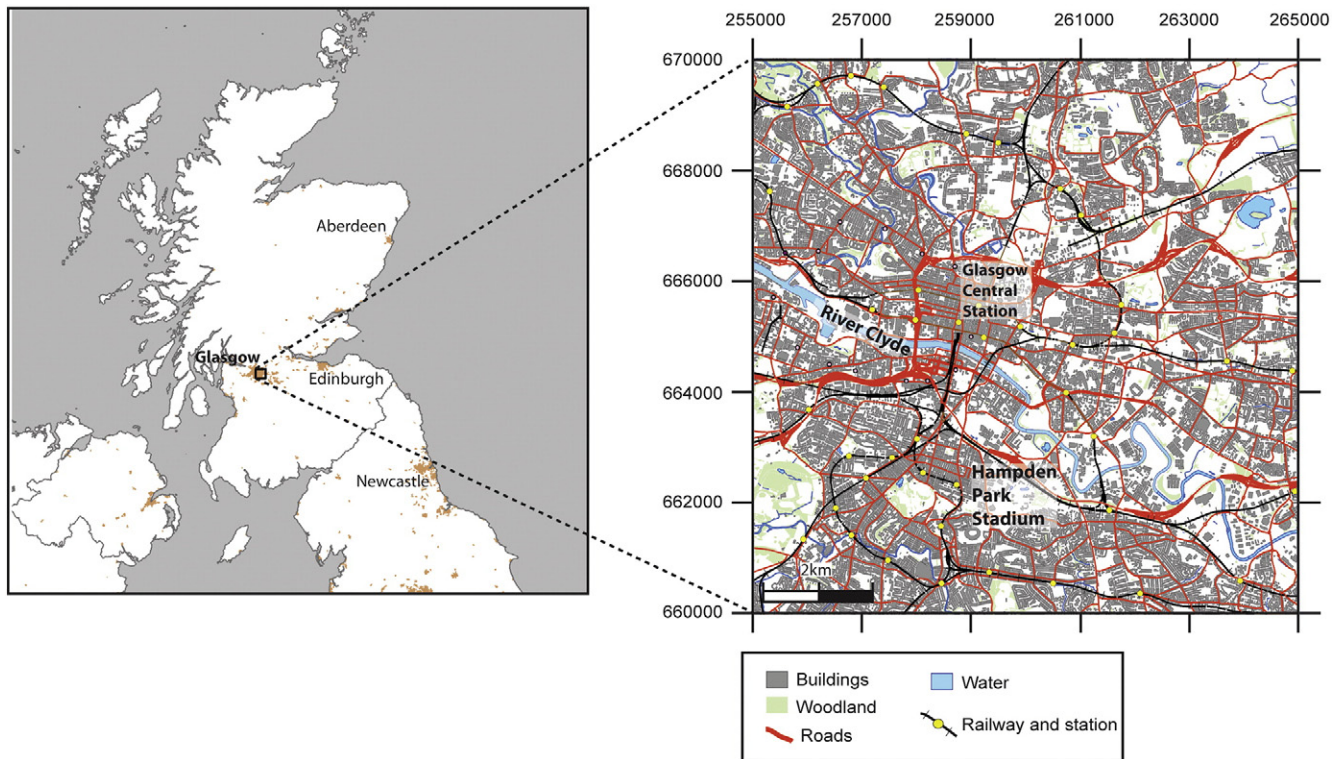 Aberdeen
Glasgow
Edinburgh
Newcastle
255000 257000 259000 261000 263000 265000
670000
668000
666000
664000
662000
660000
Glasgow
Central
Station
River Clyde
Hampden
Park
Stadium
2km
Buildings
Woodland
Roads
Water
Railway and station